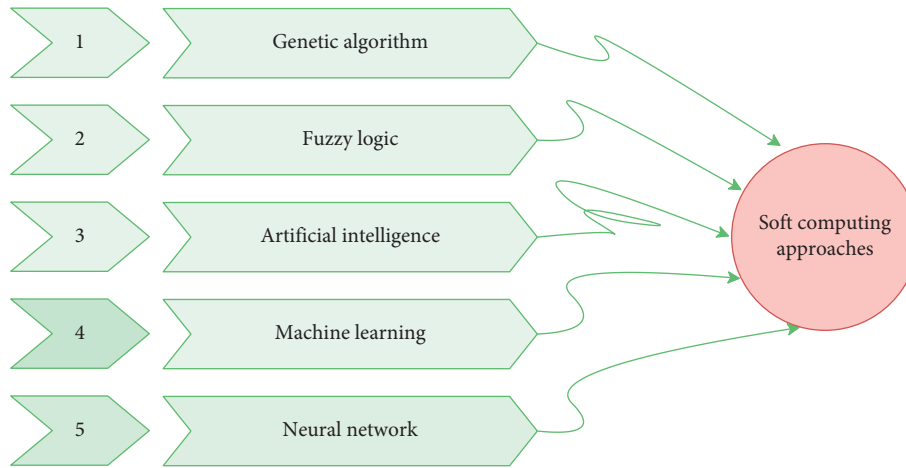 1
Genetic algorithm
2
Fuzzy logic
3
Artificial intelligence
4
Machine learning
5
Neural network
Soft computing
approaches